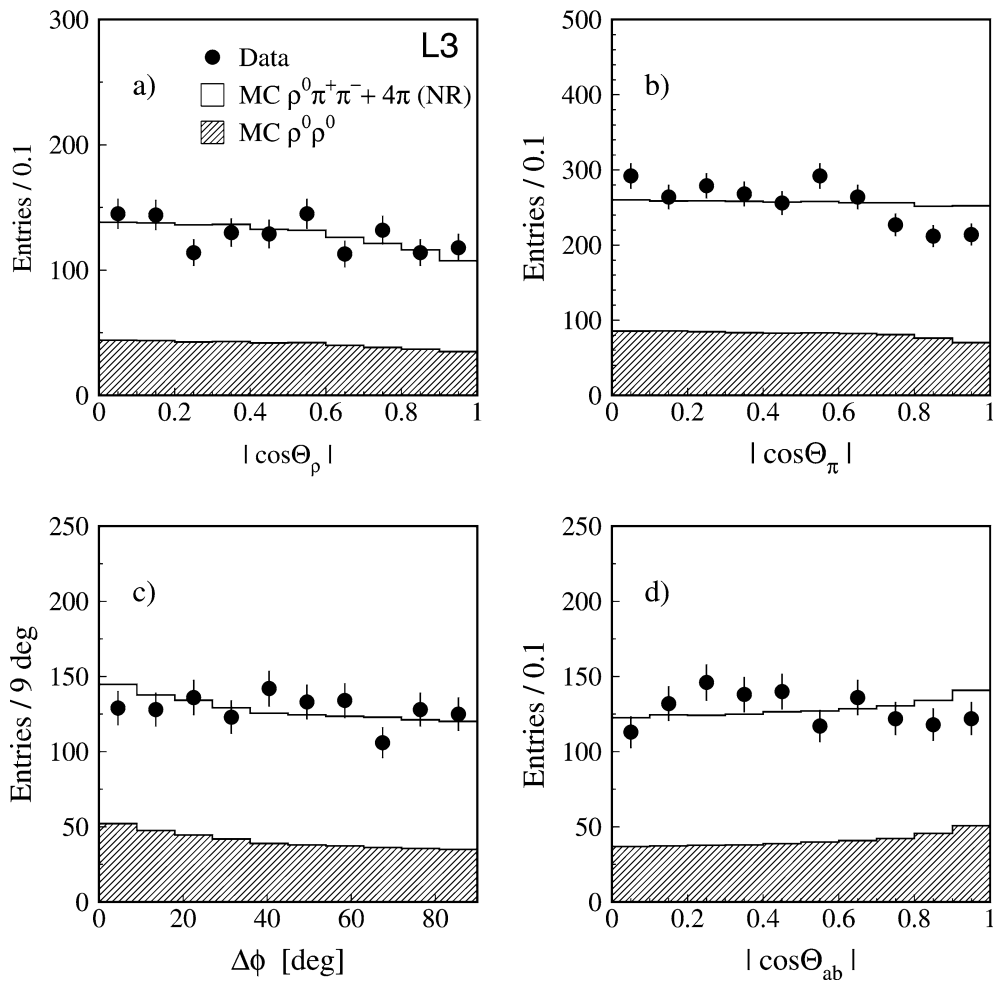 300
200
100
0
Entries / 0.1
a)
L3
Data
MC ρ⁰π⁺π⁻ + 4π (NR)
MC ρ⁰ρ⁰
0 0.2 0.4 0.6 0.8 1
| cosΘρ |
500
400
300
200
100
0
Entries / 0.1
b)
0.2 0.4 0.6 0.8 1
| cosΘπ |
250
200
150
100
50
0
Entries / 9 deg
c)
0 20 40 60 80
Δϕ [deg]
250
200
150
100
50
0
Entries / 0.1
d)
0 0.2 0.4 0.6 0.8 1
| cosΘab |